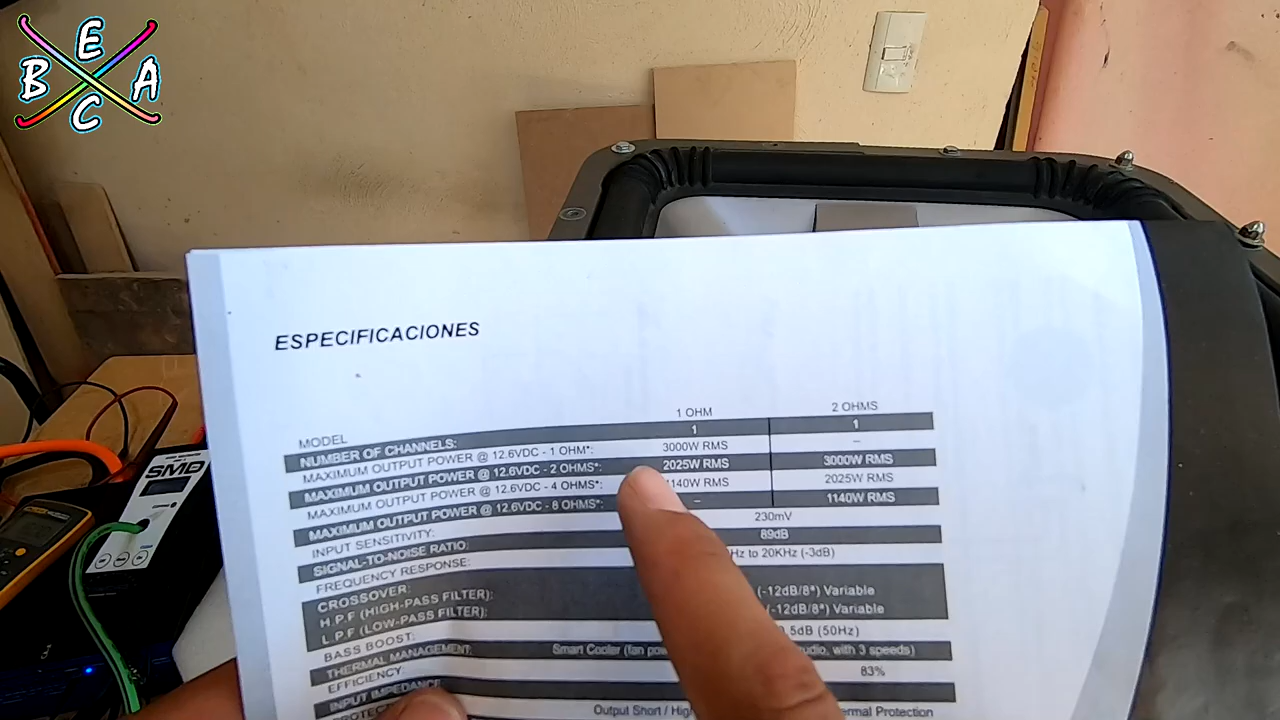 E
B A
C
SMD
ESPECIFICACIONES
MODEL 1 OHM 2 OHMS
NUMBER OF CHANNELS: 1 1
MAXIMUM OUTPUT POWER @ 12.6VDC - 1 OHM*: 3000W RMS –
MAXIMUM OUTPUT POWER @ 12.6VDC - 2 OHMS*: 2025W RMS 3000W RMS
MAXIMUM OUTPUT POWER @ 12.6VDC - 4 OHMS*: 1140W RMS 2025W RMS
MAXIMUM OUTPUT POWER @ 12.6VDC - 8 OHMS*: – 1140W RMS
INPUT SENSITIVITY: 230mV
SIGNAL-TO-NOISE RATIO: 89dB
FREQUENCY RESPONSE: Hz to 20KHz (-3dB)
CROSSOVER:
H.P.F (HIGH-PASS FILTER): (-12dB/8ª) Variable
L.P.F (LOW-PASS FILTER): (-12dB/8ª) Variable
BASS BOOST: .5dB (50Hz)
THERMAL MANAGEMENT: Smart Cooler (fan audio, with 3 speeds)
EFFICIENCY 83%
INPUT IMPEDANCE
Output Short / Thermal Protection